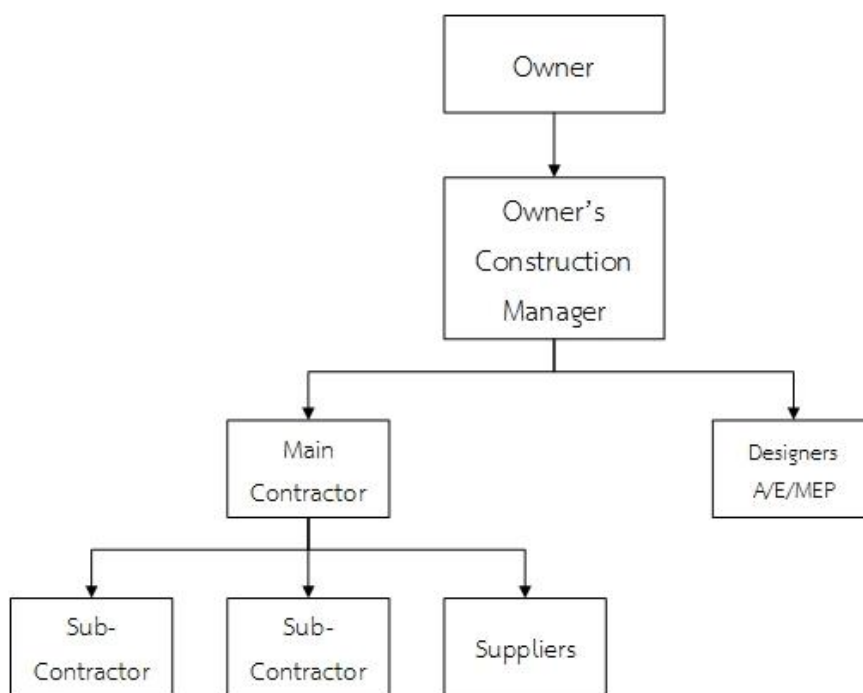 Owner
Owner's
Construction
Manager
Main
Contractor
Designers
A/E/MEP
Sub-
Contractor
Sub-
Contractor
Suppliers